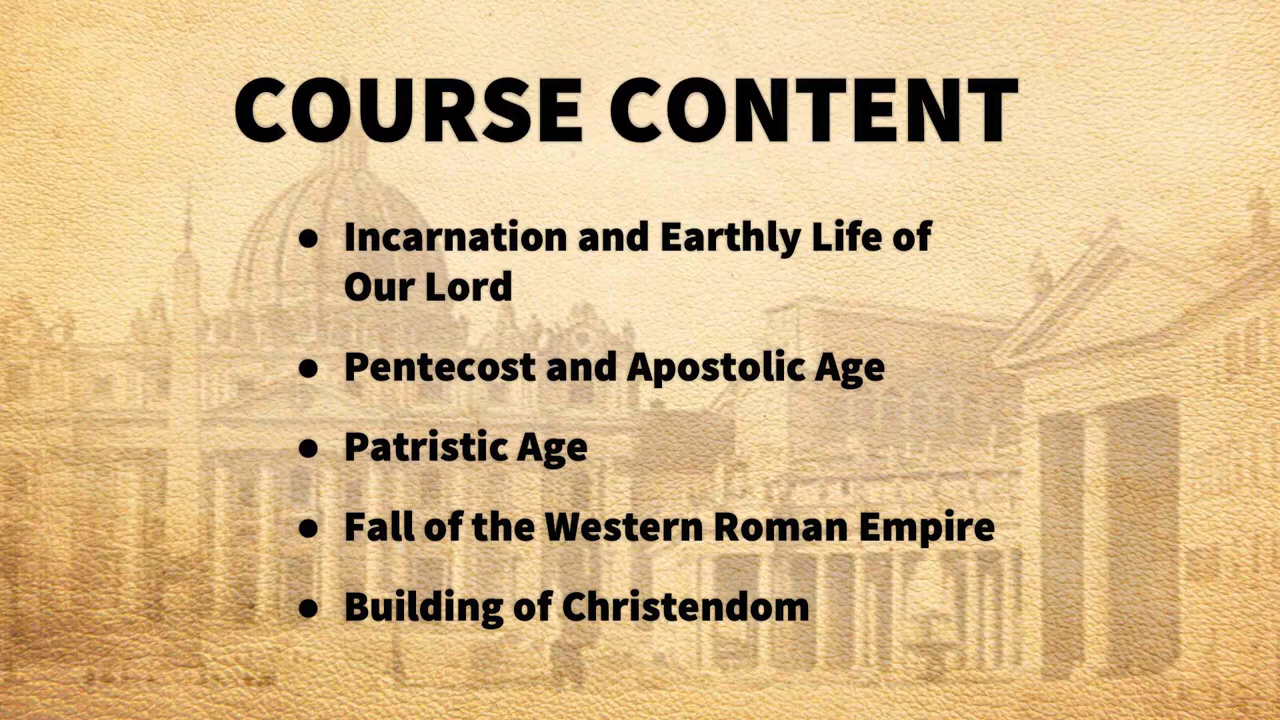 COURSE CONTENT
● Incarnation and Earthly Life of
Our Lord
● Pentecost and Apostolic Age
● Patristic Age
● Fall of the Western Roman Empire
● Building of Christendom